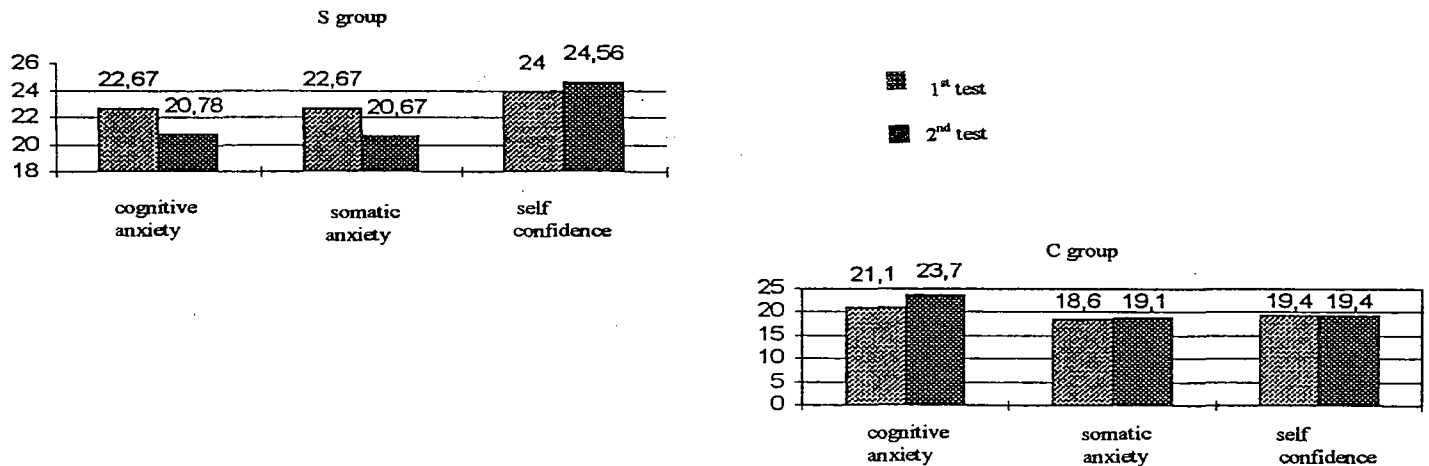 S group
26
24
22
20
18
22,67
20,78
22,67
20,67
24
24,56
cognitive
anxiety
somatic
anxiety
self
confidence
1st test
2nd test
C group
25
20
15
10
5
0
21,1
23,7
18,6
19,1
19,4
19,4
cognitive
anxiety
somatic
anxiety
self
confidence